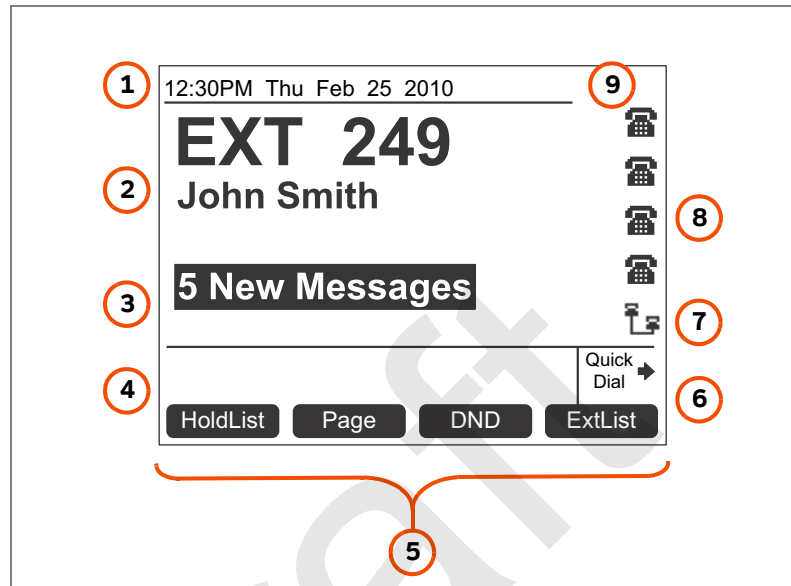 1
12:30PM Thu Feb 25 2010
9
EXT 249
2
John Smith
8
3
5 New Messages
7
4
Quick
Dial
6
HoldList Page DND ExtList
5
aft